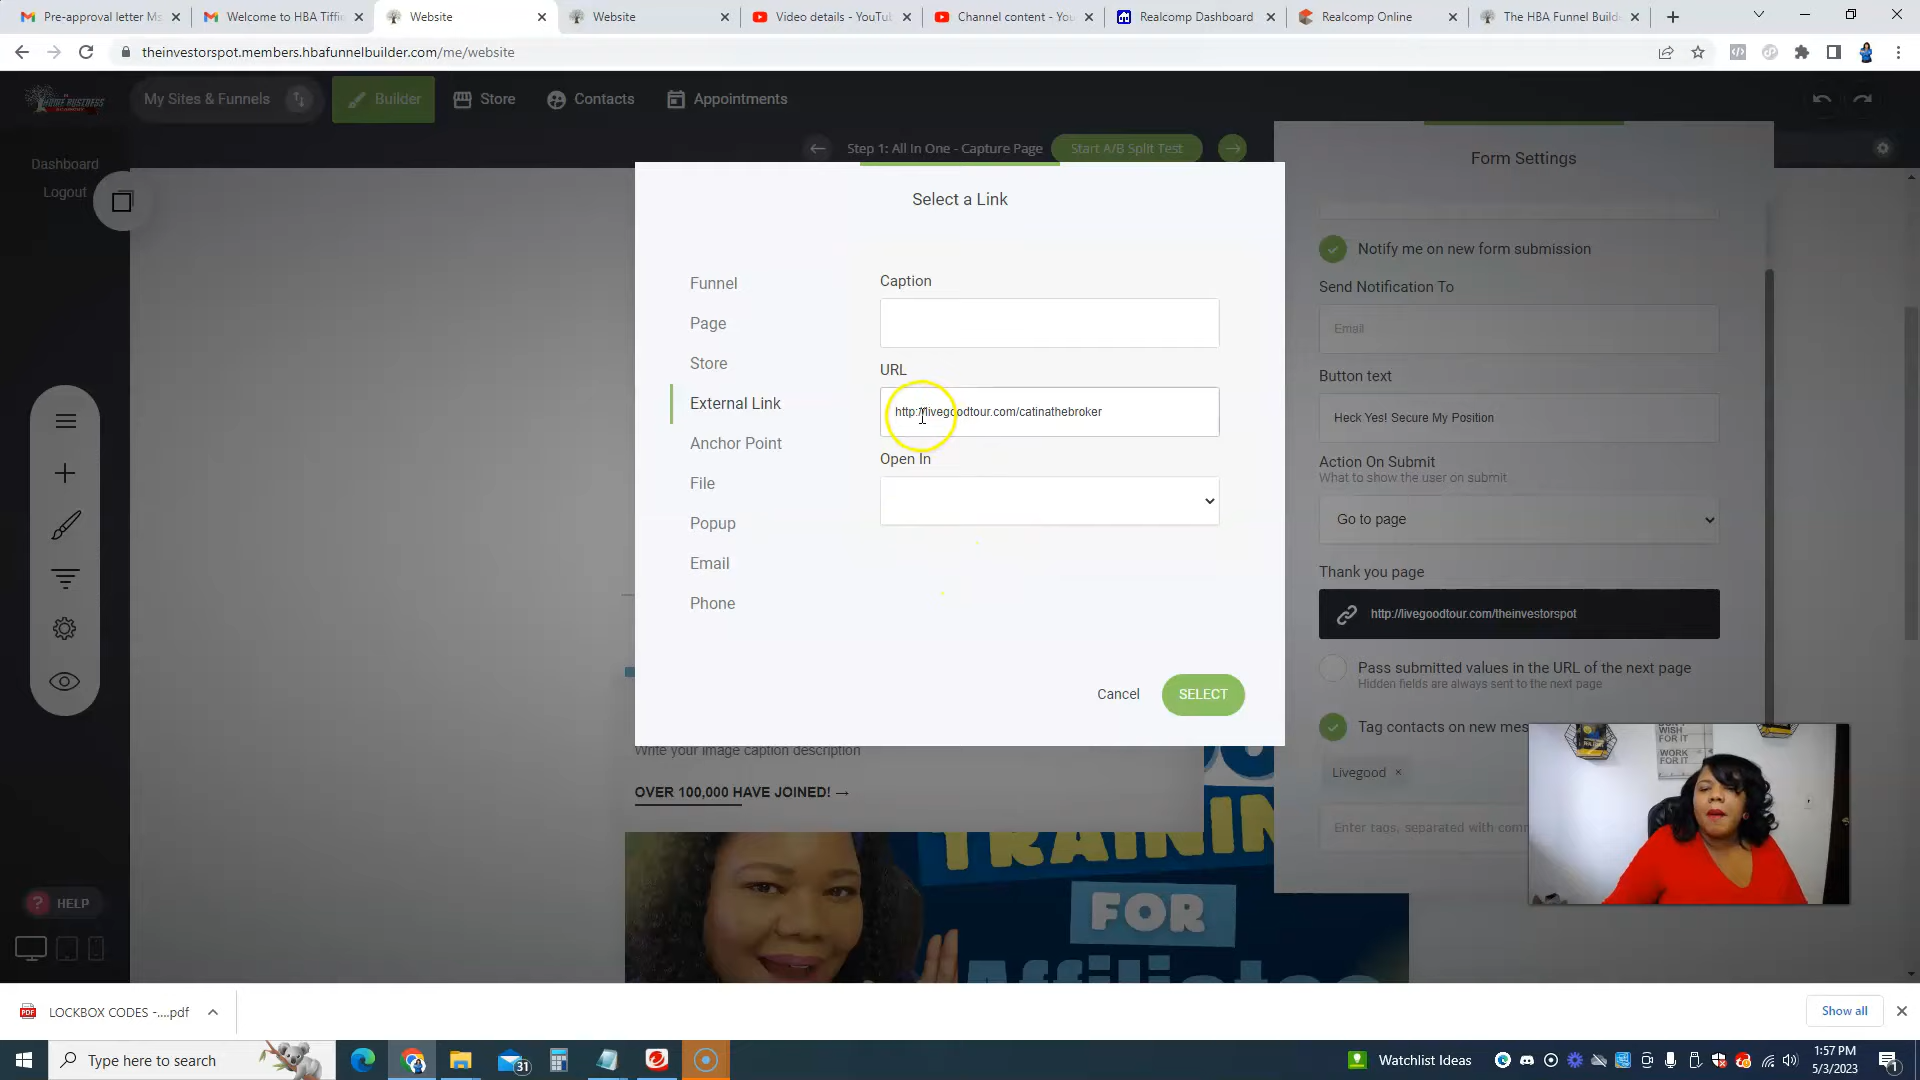 Pre-approval letter Ms
Welcome to HBA Tiffi
Website
Website
Video details - YouTu
Channel content - You
Realcomp Dashboard
Realcomp Online
The HBA Funnel Builde
theinvestorspot.members.hbafunnelbuilder.com/me/website
HOME BUSINESS
My Sites & Funnels
Builder
Store
Contacts
Appointments
Dashboard
Logout
Step 1: All In One - Capture Page
Start A/B Split Test
Form Settings
Select a Link
Funnel
Page
Store
External Link
Anchor Point
File
Popup
Email
Phone
Caption
URL
http://livegoodtour.com/catinathebroker
Open In
Cancel
SELECT
Notify me on new form submission
Send Notification To
Email
Button text
Heck Yes! Secure My Position
Action On Submit
What to show the user on submit
Go to page
Thank you page
http://livegoodtour.com/theinvestorspot
Pass submitted values in the URL of the next page
Hidden fields are always sent to the next page
Tag contacts on new mes
Livegood ×
Enter tags, separated with comm
WISH
FOR IT
WORK
FOR IT
Write your image caption description
OVER 100,000 HAVE JOINED! →
TRAININ
FOR
Affiliates
? HELP
LOCKBOX CODES -....pdf
Show all
Type here to search
31
Watchlist Ideas
1:57 PM
5/3/2023
1